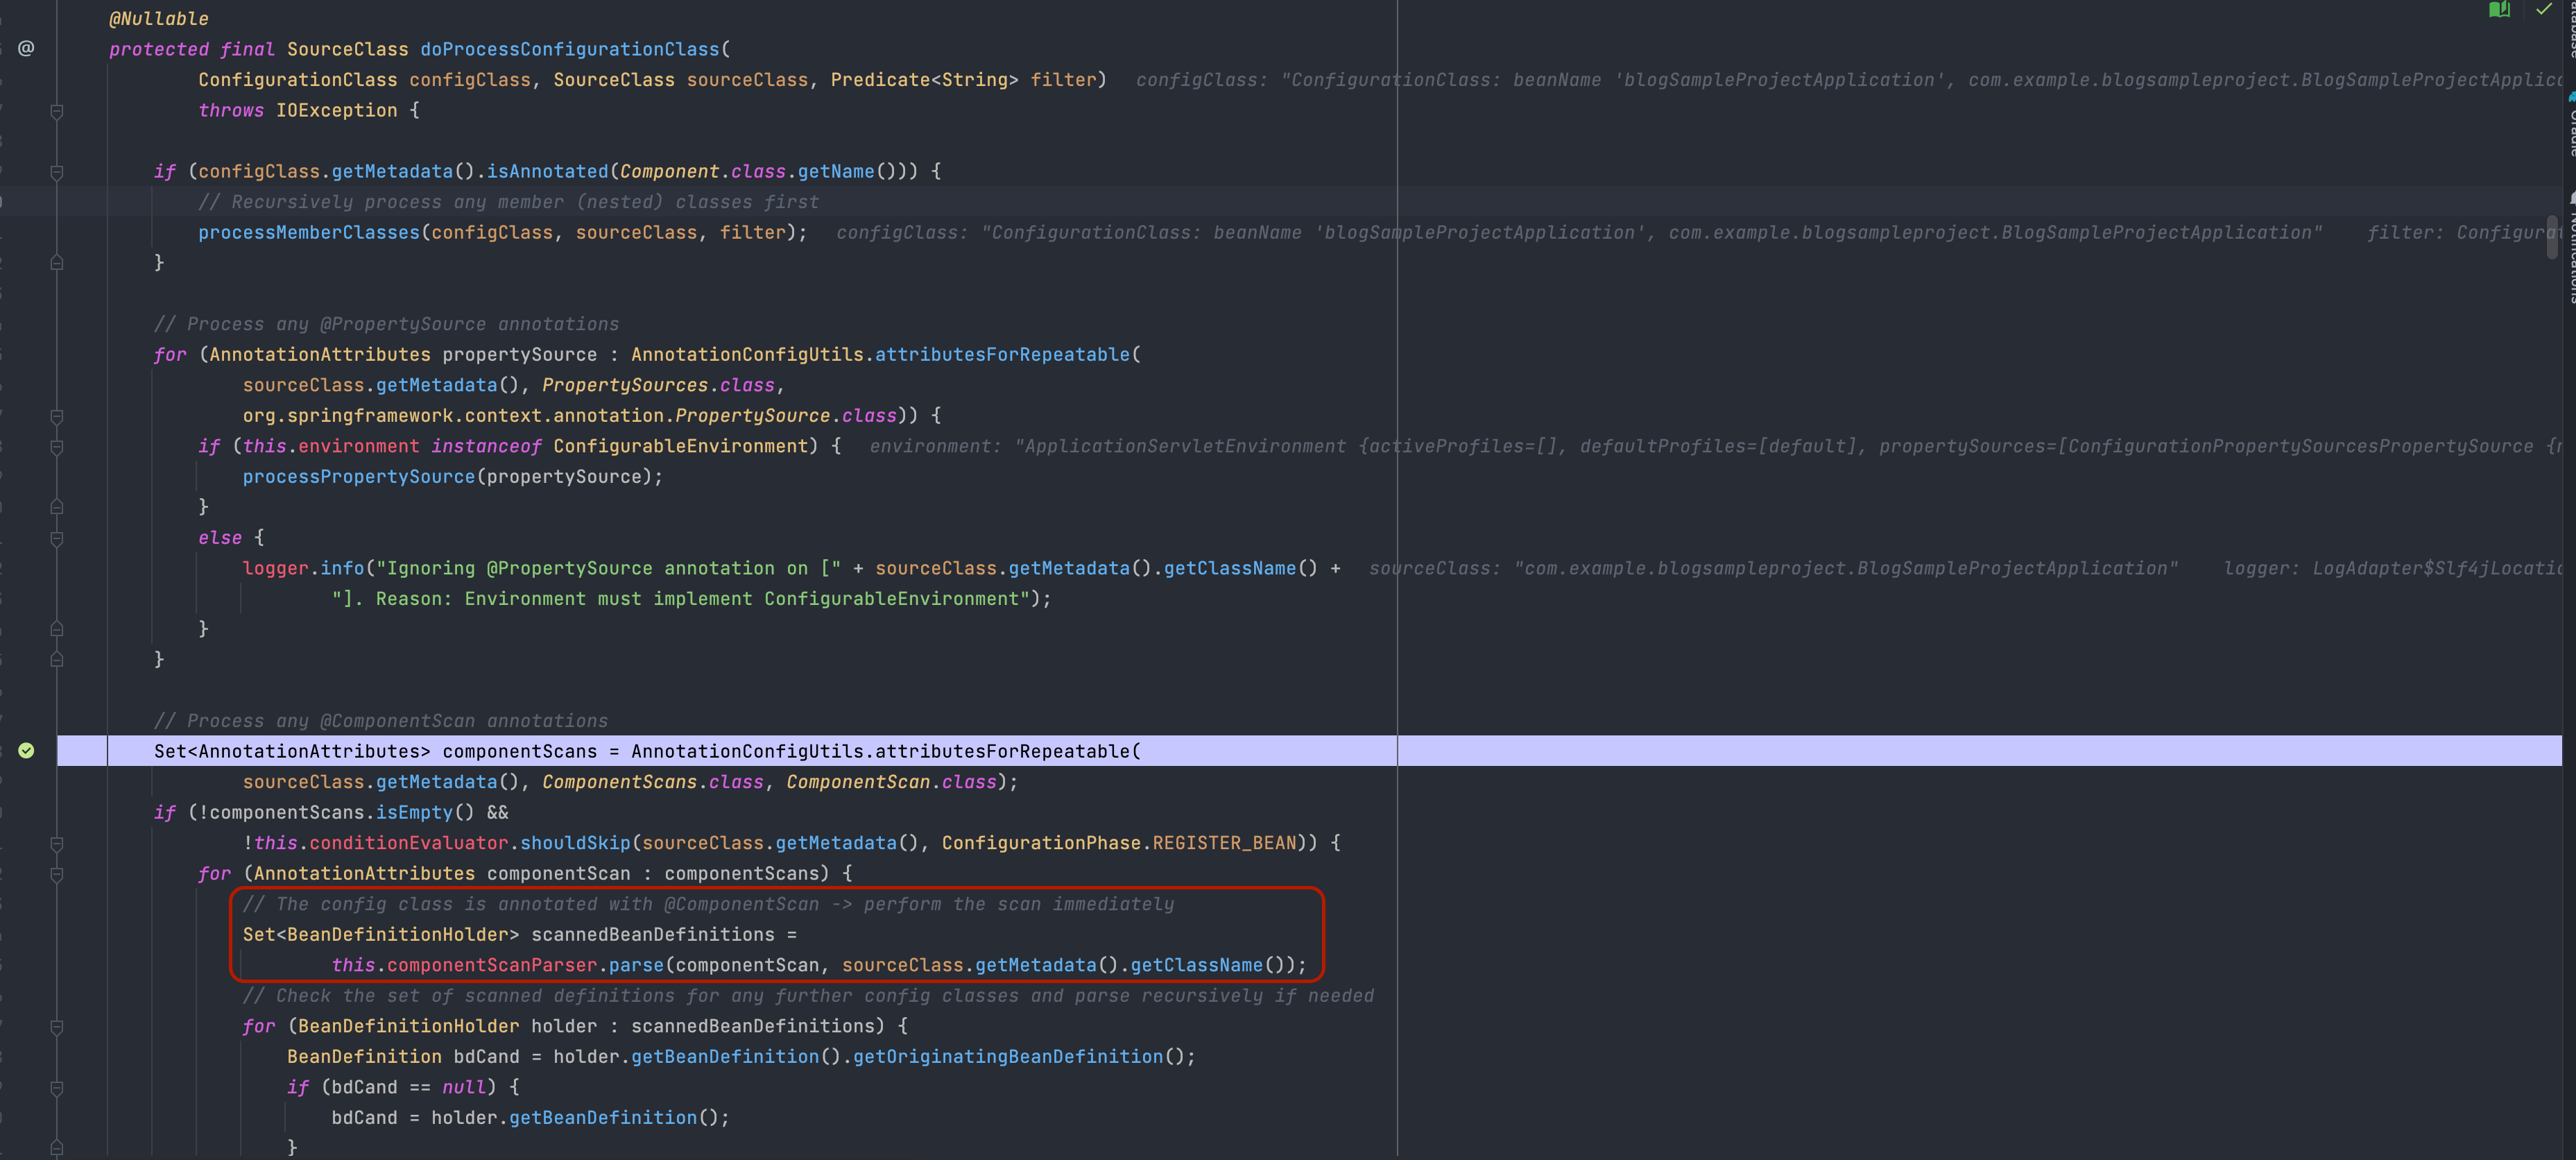 @Nullable
@ protected final SourceClass doProcessConfigurationClass(
ConfigurationClass configClass, SourceClass sourceClass, Predicate<String> filter) configClass: "ConfigurationClass: beanName 'blogSampleProjectApplication', com.example.blogsampleproject.BlogSampleProjectApplic
throws IOException {
if (configClass.getMetadata().isAnnotated(Component.class.getName())) {
// Recursively process any member (nested) classes first
processMemberClasses(configClass, sourceClass, filter); configClass: "ConfigurationClass: beanName 'blogSampleProjectApplication', com.example.blogsampleproject.BlogSampleProjectApplication" filter: Configurat
}
// Process any @PropertySource annotations
for (AnnotationAttributes propertySource : AnnotationConfigUtils.attributesForRepeatable(
sourceClass.getMetadata(), PropertySources.class,
org.springframework.context.annotation.PropertySource.class)) {
if (this.environment instanceof ConfigurableEnvironment) { environment: "ApplicationServletEnvironment {activeProfiles=[], defaultProfiles=[default], propertySources=[ConfigurationPropertySourcesPropertySource {
processPropertySource(propertySource);
}
else {
logger.info("Ignoring @PropertySource annotation on [" + sourceClass.getMetadata().getClassName() + sourceClass: "com.example.blogsampleproject.BlogSampleProjectApplication" logger: LogAdapter$Slf4jLocatio
"]. Reason: Environment must implement ConfigurableEnvironment");
}
}
// Process any @ComponentScan annotations
Set<AnnotationAttributes> componentScans = AnnotationConfigUtils.attributesForRepeatable(
sourceClass.getMetadata(), ComponentScans.class, ComponentScan.class);
if (!componentScans.isEmpty() &&
!this.conditionEvaluator.shouldSkip(sourceClass.getMetadata(), ConfigurationPhase.REGISTER_BEAN)) {
for (AnnotationAttributes componentScan : componentScans) {
// The config class is annotated with @ComponentScan -> perform the scan immediately
Set<BeanDefinitionHolder> scannedBeanDefinitions =
this.componentScanParser.parse(componentScan, sourceClass.getMetadata().getClassName());
// Check the set of scanned definitions for any further config classes and parse recursively if needed
for (BeanDefinitionHolder holder : scannedBeanDefinitions) {
BeanDefinition bdCand = holder.getBeanDefinition().getOriginatingBeanDefinition();
if (bdCand == null) {
bdCand = holder.getBeanDefinition();
}